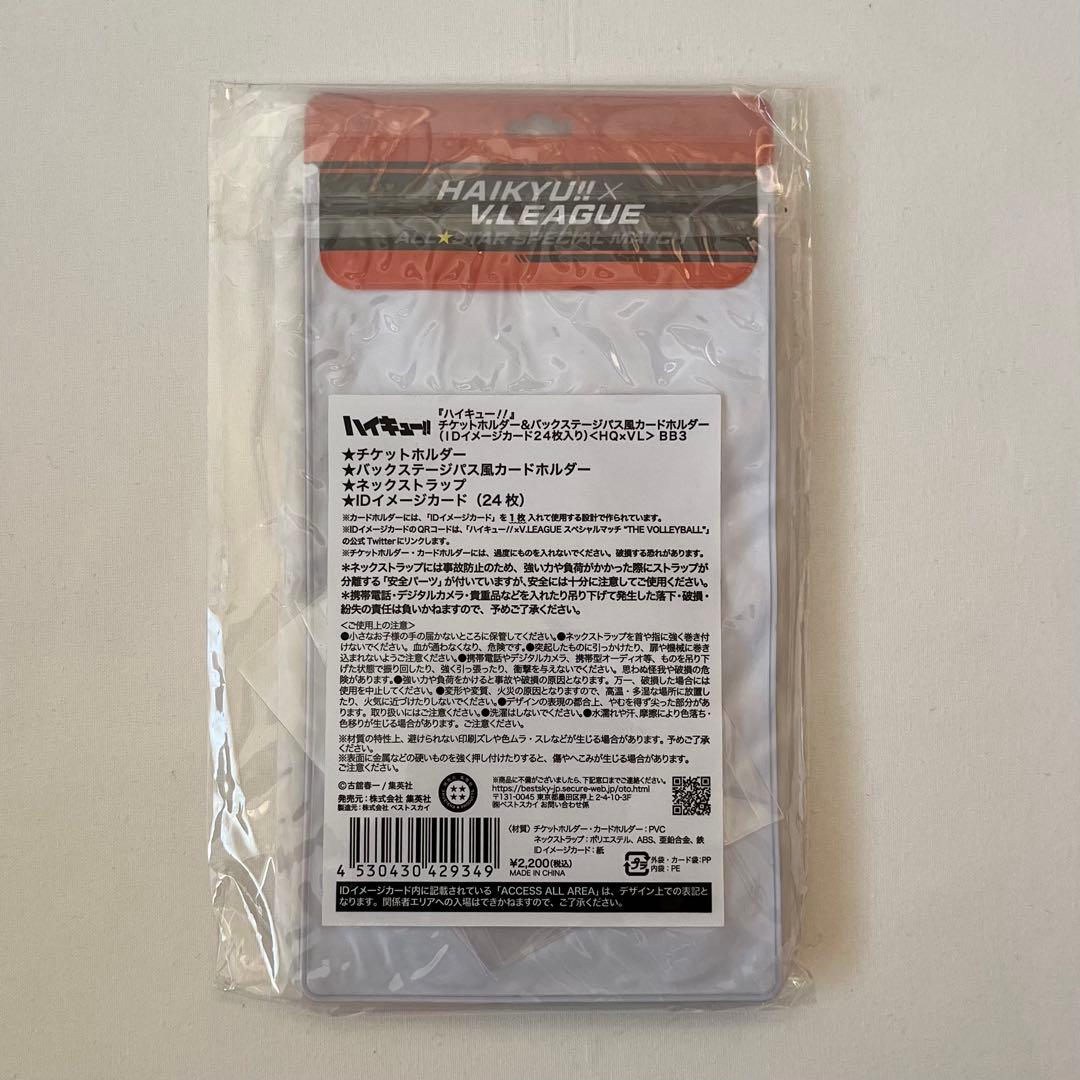 HAIKYU!!×
V.LEAGUE
ALL★STAR SPECIAL MATCH
ハイキュー!!
『ハイキュー!!』
チケットホルダー&バックステージパス風カードホルダー
(IDイメージカード24枚入り)<HQ×VL> BB3
★チケットホルダー
★バックステージパス風カードホルダー
★ネックストラップ
★IDイメージカード(24枚)
※カードホルダーには、「IDイメージカード」を1枚入れて使用する設計で作られています。
※IDイメージカードのQRコードは、「ハイキュー!!×V.LEAGUE スペシャルマッチ "THE VOLLEYBALL"」
の公式Twitterにリンクします。
※チケットホルダー・カードホルダーには、過度にものを入れないでください。破損する恐れがあります。
*ネックストラップには事故防止のため、強い力や負荷がかかった際にストラップが
分離する「安全パーツ」が付いていますが、安全には十分に注意してご使用ください。
*携帯電話・デジタルカメラ・貴重品などを入れたり吊り下げて発生した落下・破損・
紛失の責任は負いかねますので、予めご了承ください。
<ご使用上の注意>
●小さなお子様の手の届かないところに保管してください。●ネックストラップを首や指に強く巻き付
けないでください。血が通わなくなり、危険です。●突起したものに引っかけたり、扉や機械に巻き
込まれないようご注意ください。●携帯電話やデジタルカメラ、携帯型オーディオ等、ものを吊り下
げた状態で振り回したり、強く引っ張ったり、衝撃を与えないでください。思わぬ怪我や破損の危
険があります。●強い力や負荷をかけると事故や破損の原因となります。万一、破損した場合には
使用を中止してください。●変形や変質、火災の原因となりますので、高温・多湿な場所に放置し
たり、火気に近づけたりしないでください。●デザインの表現の都合上、やむを得ず尖った部分があ
ります。取り扱いにはご注意ください。●洗濯はしないでください。●水濡れや汗、摩擦により色落ち・
色移りが生じる場合があります。ご注意ください。
※材質の特性上、避けられない印刷ズレや色ムラ・スレなどが生じる場合があります。予めご了承
ください。
※表面に金属などの硬いものを強く押し付けたりすると、傷やへこみが生じる場合があります。
ご注意ください。
©古舘春一/集英社
発売元:株式会社 集英社
製造元:株式会社 ベストスカイ
※商品に不備がございましたら、下記窓口までご連絡ください。
https://bestsky-jp.secure-web.jp/oto.html
〒131-0045 東京都墨田区押上2-4-10-3F
㈱ベストスカイ お問い合わせ係
〈材質〉チケットホルダー・カードホルダー:PVC
ネックストラップ:ポリエステル、ABS、亜鉛合金、鉄
IDイメージカード:紙
¥2,200(税込)
MADE IN CHINA
プラ
外袋・カード袋:PP
内袋:PE
4 530430 429349
IDイメージカード内に記載されている「ACCESS ALL AREA」は、デザイン上での表記と
なります。関係者エリアへの入場はできかねますので、ご了承ください。